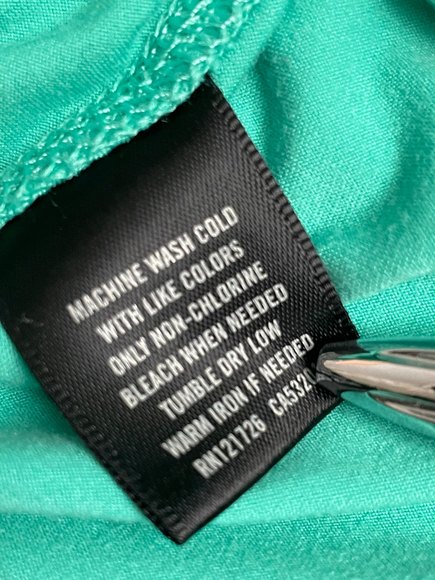 MACHINE WASH COLD
WITH LIKE COLORS
ONLY NON-CHLORINE
BLEACH WHEN NEEDED
TUMBLE DRY LOW
WARM IRON IF NEEDED
RN121726